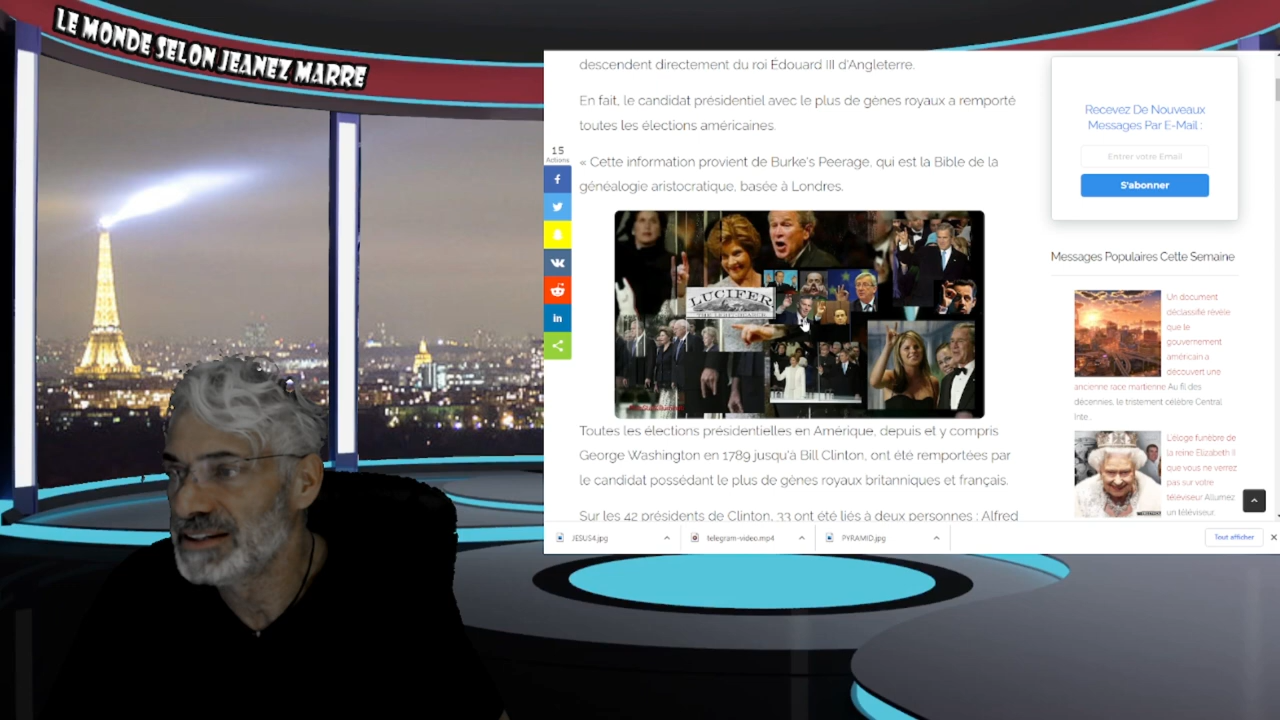 LE MONDE SELON JEANEZ MARRE
descendent directement du roi Édouard III d'Angleterre.
En fait, le candidat présidentiel avec le plus de gènes royaux a remporté
toutes les élections américaines.
« Cette information provient de Burke's Peerage, qui est la Bible de la
généalogie aristocratique, basée à Londres.
15
Actions
LUCIFER
Toutes les élections présidentielles en Amérique, depuis et y compris
George Washington en 1789 jusqu'à Bill Clinton, ont été remportées par
le candidat possédant le plus de gènes royaux britanniques et français.
Sur les 42 présidents de Clinton, 33 ont été liés à deux personnes : Alfred
Recevez De Nouveaux
Messages Par E-Mail :
Entrer votre Email
S'abonner
Messages Populaires Cette Semaine
Un document
déclassifié révèle
que le
gouvernement
américain a
découvert une
ancienne race martienne Au fil des
décennies, le tristement célèbre Central
Inte...
L'éloge funèbre de
la reine Elizabeth II
que vous ne verrez
pas sur votre
téléviseur Allumez
un téléviseur,
JESUS4.jpg
telegram-video.mp4
PYRAMID.jpg
Tout afficher